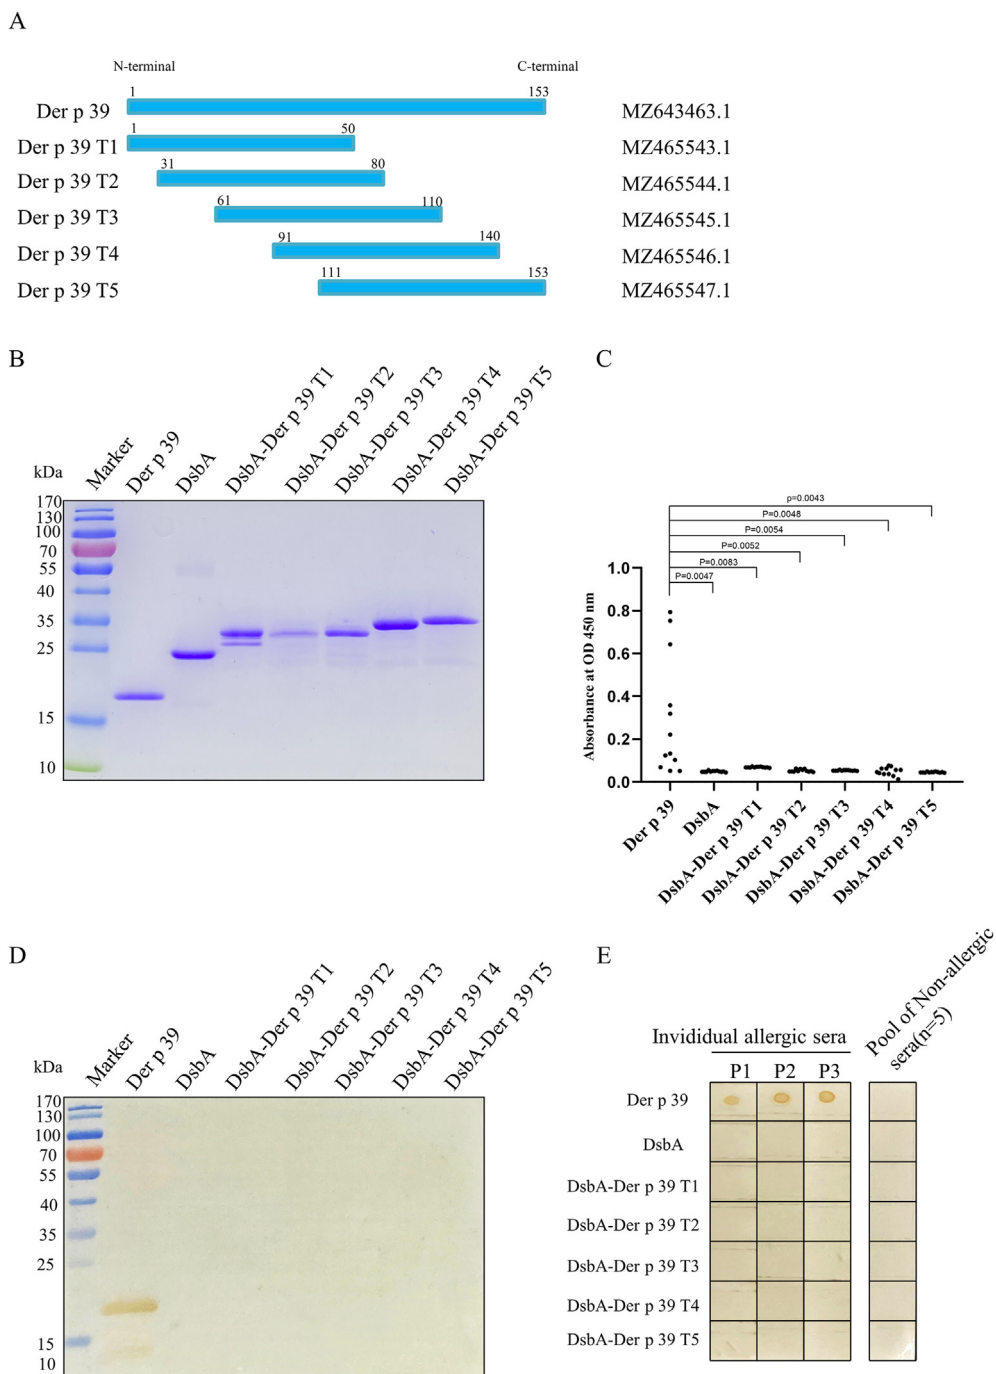 A
N-terminal C-terminal
Der p 39 1 153 MZ643463.1
Der p 39 T1 1 50 MZ465543.1
Der p 39 T2 31 80 MZ465544.1
Der p 39 T3 61 110 MZ465545.1
Der p 39 T4 91 140 MZ465546.1
Der p 39 T5 111 153 MZ465547.1
B
kDa
Marker
Der p 39
DsbA
DsbA-Der p 39 T1
DsbA-Der p 39 T2
DsbA-Der p 39 T3
DsbA-Der p 39 T4
DsbA-Der p 39 T5
170
130
100
70
55
40
35
25
15
10
C
p=0.0043
P=0.0048
P=0.0054
P=0.0052
P=0.0083
P=0.0047
Absorbance at OD 450 nm
1.0
0.8
0.6
0.4
0.2
0.0
Der p 39
DsbA
DsbA-Der p 39 T1
DsbA-Der p 39 T2
DsbA-Der p 39 T3
DsbA-Der p 39 T4
DsbA-Der p 39 T5
D
kDa
Marker
Der p 39
DsbA
DsbA-Der p 39 T1
DsbA-Der p 39 T2
DsbA-Der p 39 T3
DsbA-Der p 39 T4
DsbA-Der p 39 T5
170
130
100
70
55
40
35
25
15
10
E
Invididual allergic sera
Pool of Non-allergic
sera(n=5)
P1 P2 P3
Der p 39
DsbA
DsbA-Der p 39 T1
DsbA-Der p 39 T2
DsbA-Der p 39 T3
DsbA-Der p 39 T4
DsbA-Der p 39 T5